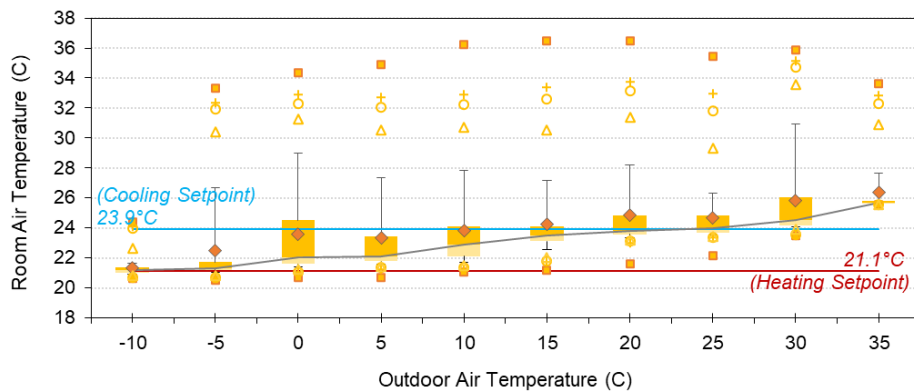 38
36
34
32
30
28
26
24
22
20
18
Room Air Temperature (C)
(Cooling Setpoint)
23.9°C
21.1°C
(Heating Setpoint)
-10 -5 0 5 10 15 20 25 30 35
Outdoor Air Temperature (C)